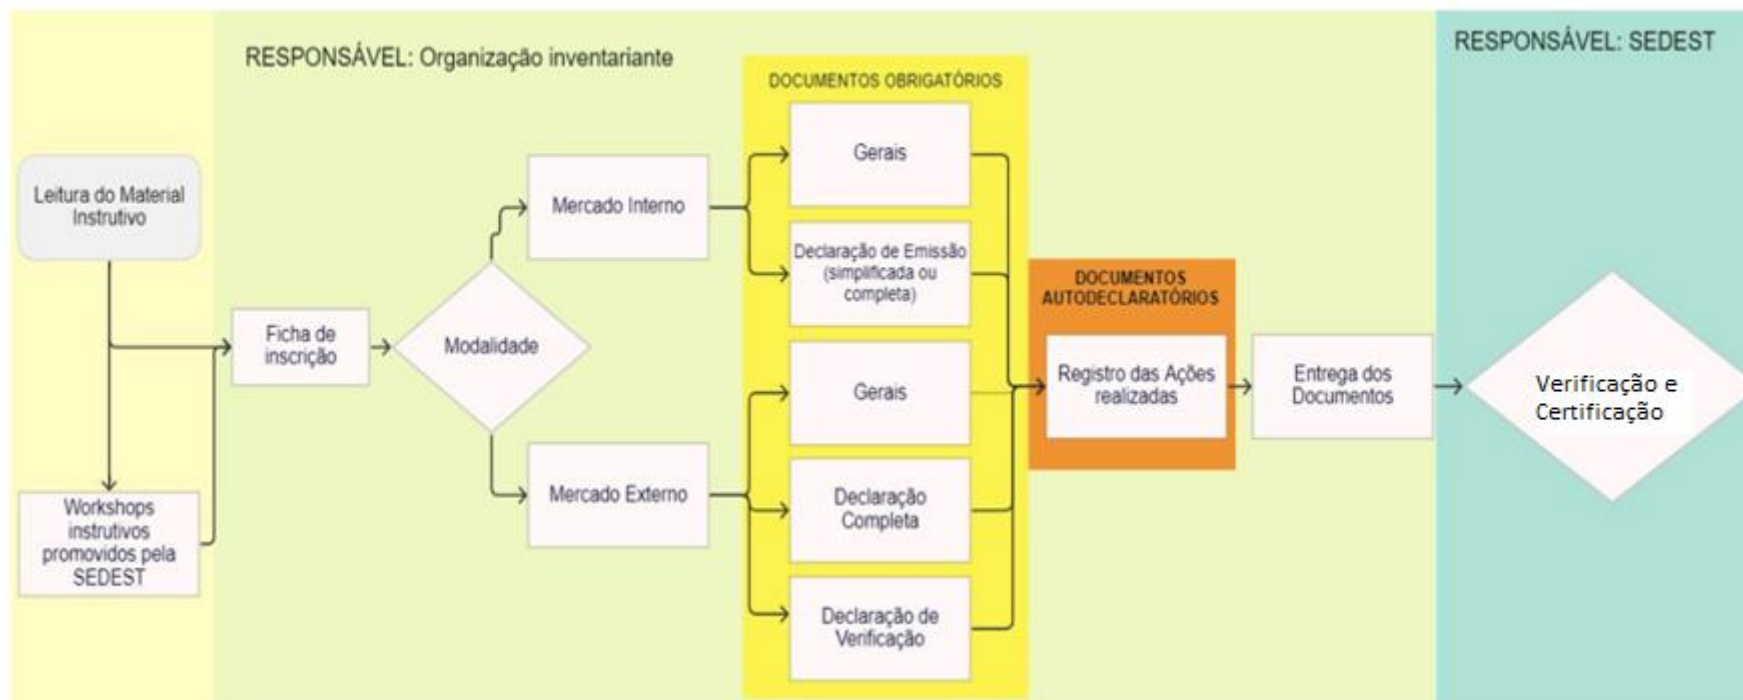 RESPONSÁVEL: Organização inventariante
RESPONSÁVEL: SEDEST
DOCUMENTOS OBRIGATÓRIOS
Leitura do Material
Instrutivo
Workshops
instrutivos
promovidos pela
SEDEST
Ficha de
inscrição
Modalidade
Mercado Interno
Mercado Externo
Gerais
Declaração de Emissão
(simplificada ou
completa)
Gerais
Declaração
Completa
Declaração de
Verificação
DOCUMENTOS
AUTODECLARATÓRIOS
Registro das Ações
realizadas
Entrega dos
Documentos
Verificação e
Certificação